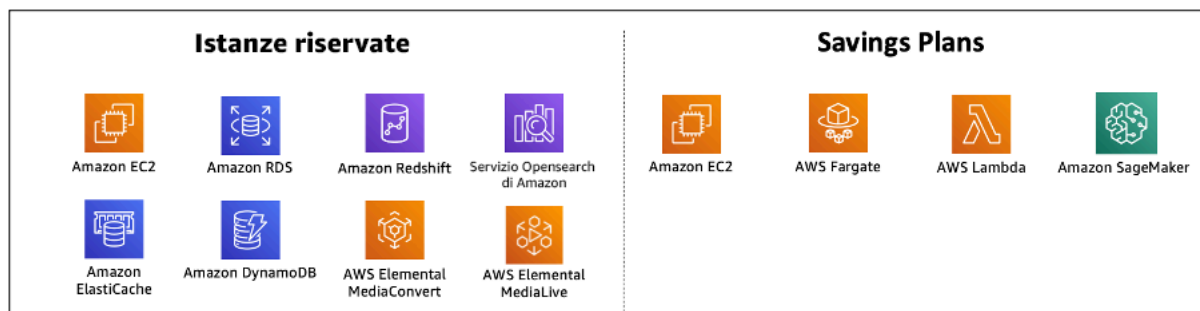 Istanze riservate
Savings Plans
Amazon EC2
Amazon RDS
Amazon Redshift
Servizio Opensearch
di Amazon
Amazon EC2
AWS Fargate
AWS Lambda
Amazon SageMaker
Amazon
ElastiCache
Amazon DynamoDB
AWS Elemental
MediaConvert
AWS Elemental
MediaLive